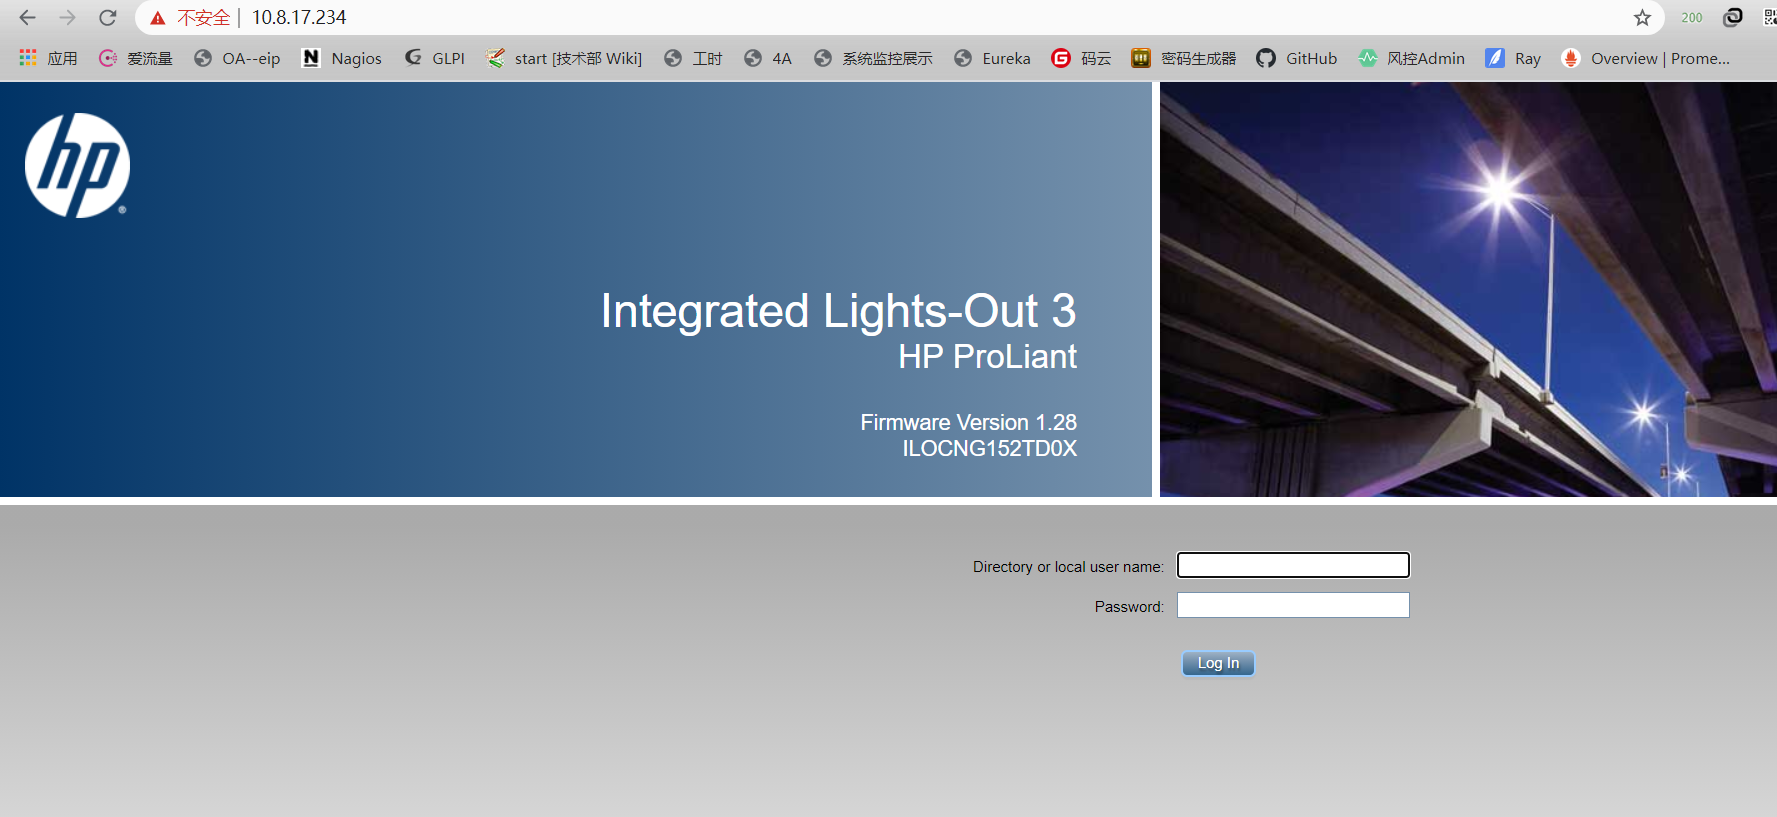 不安全 | 10.8.17.234
200
应用 爱流量 OA--eip Nagios GLPI start [技术部 Wiki] 工时 4A 系统监控展示 Eureka 码云 密码生成器 GitHub 风控Admin Ray Overview | Prome...
hp
Integrated Lights-Out 3
HP ProLiant
Firmware Version 1.28
ILOCNG152TD0X
Directory or local user name:
Password:
Log In